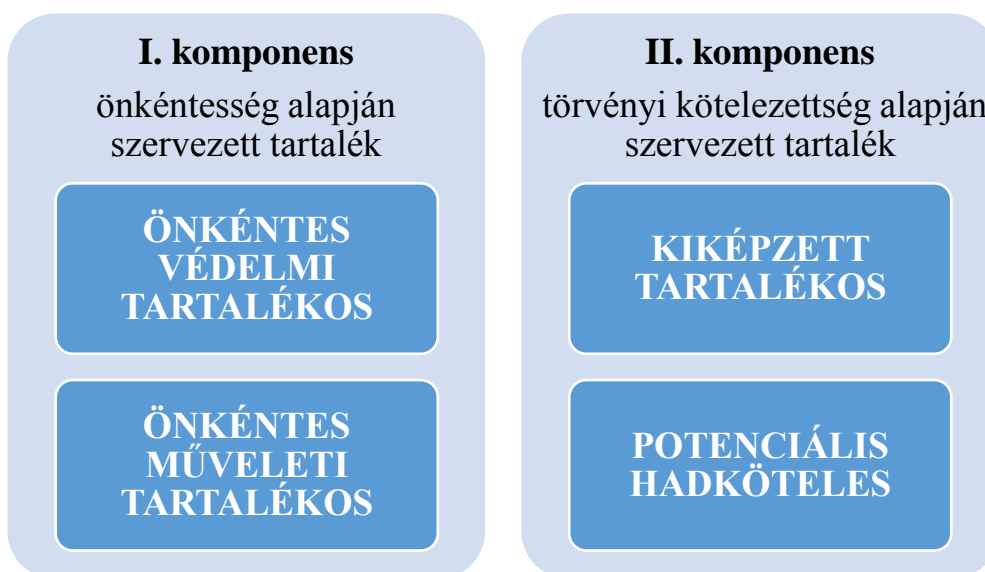 I. komponens
önkéntesség alapján
szervezett tartalék
ÖNKÉNTES
VÉDELMI
TARTALÉKOS
ÖNKÉNTES
MŰVELETI
TARTALÉKOS
II. komponens
törvényi kötelezettség alapján
szervezett tartalék
KIKÉPZETT
TARTALÉKOS
POTENCIÁLIS
HADKÖTELES